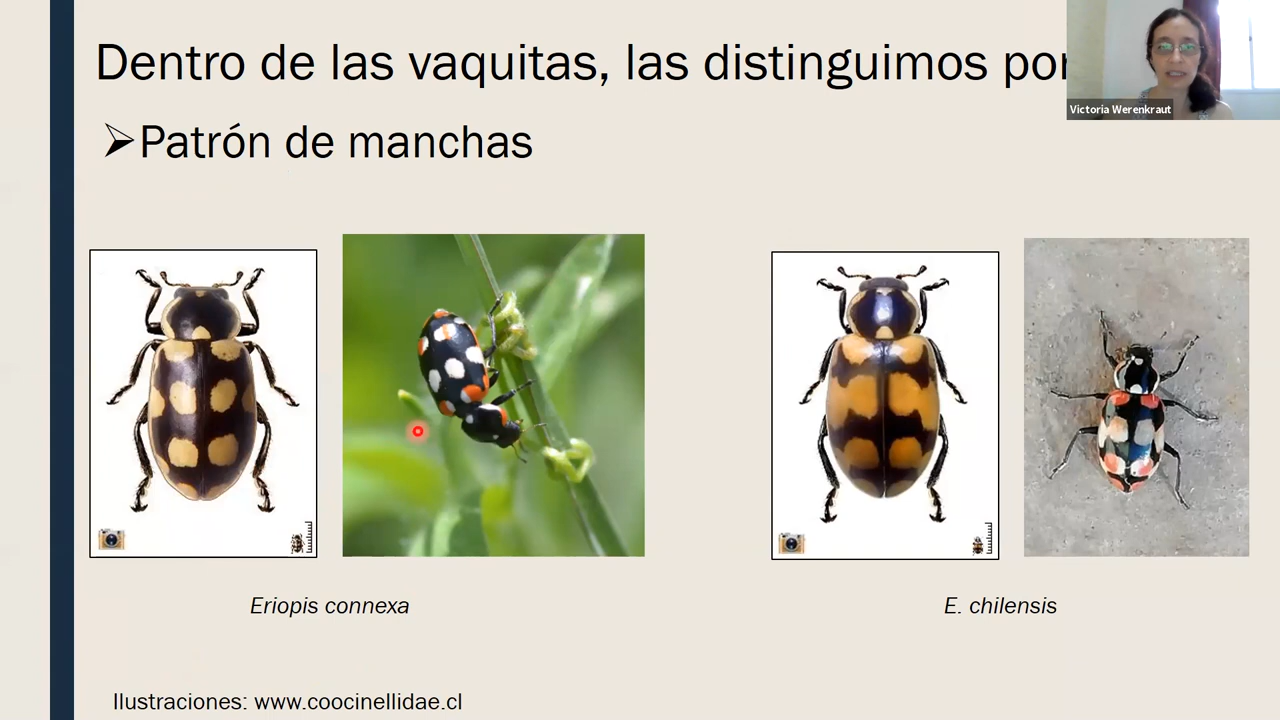 Dentro de las vaquitas, las distinguimos por
Victoria Werenkraut
➢Patrón de manchas
Eriopis connexa
E. chilensis
Ilustraciones: www.coocinellidae.cl